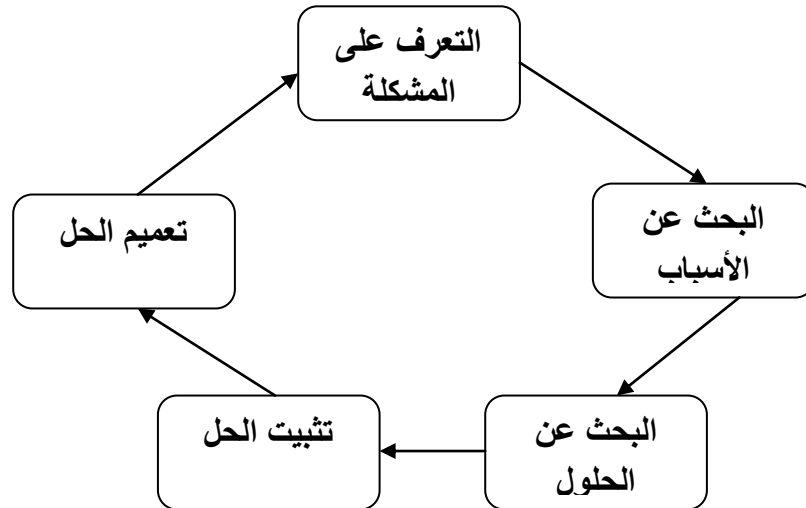 التعرف على
المشكلة
البحث عن
الأسباب
البحث عن
الحلول
تثبيت الحل
تعميم الحل